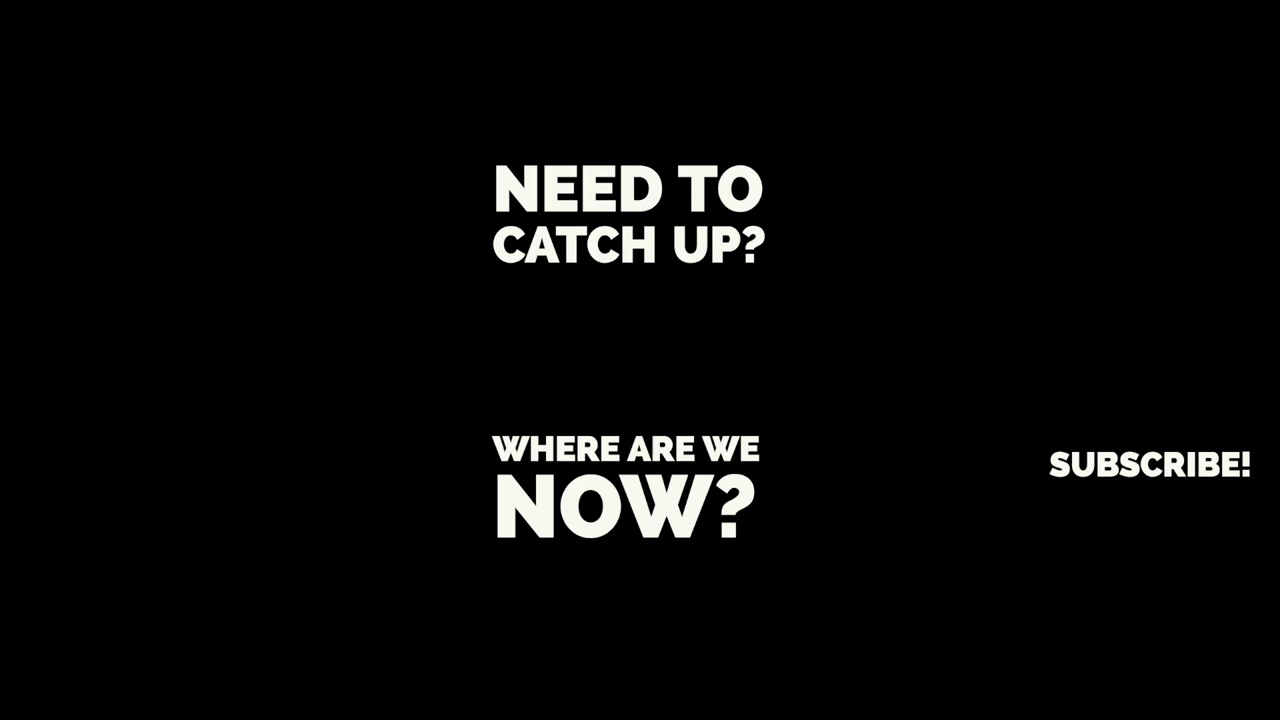 NEED TO
CATCH UP?
WHERE ARE WE
NOW?
SUBSCRIBE!